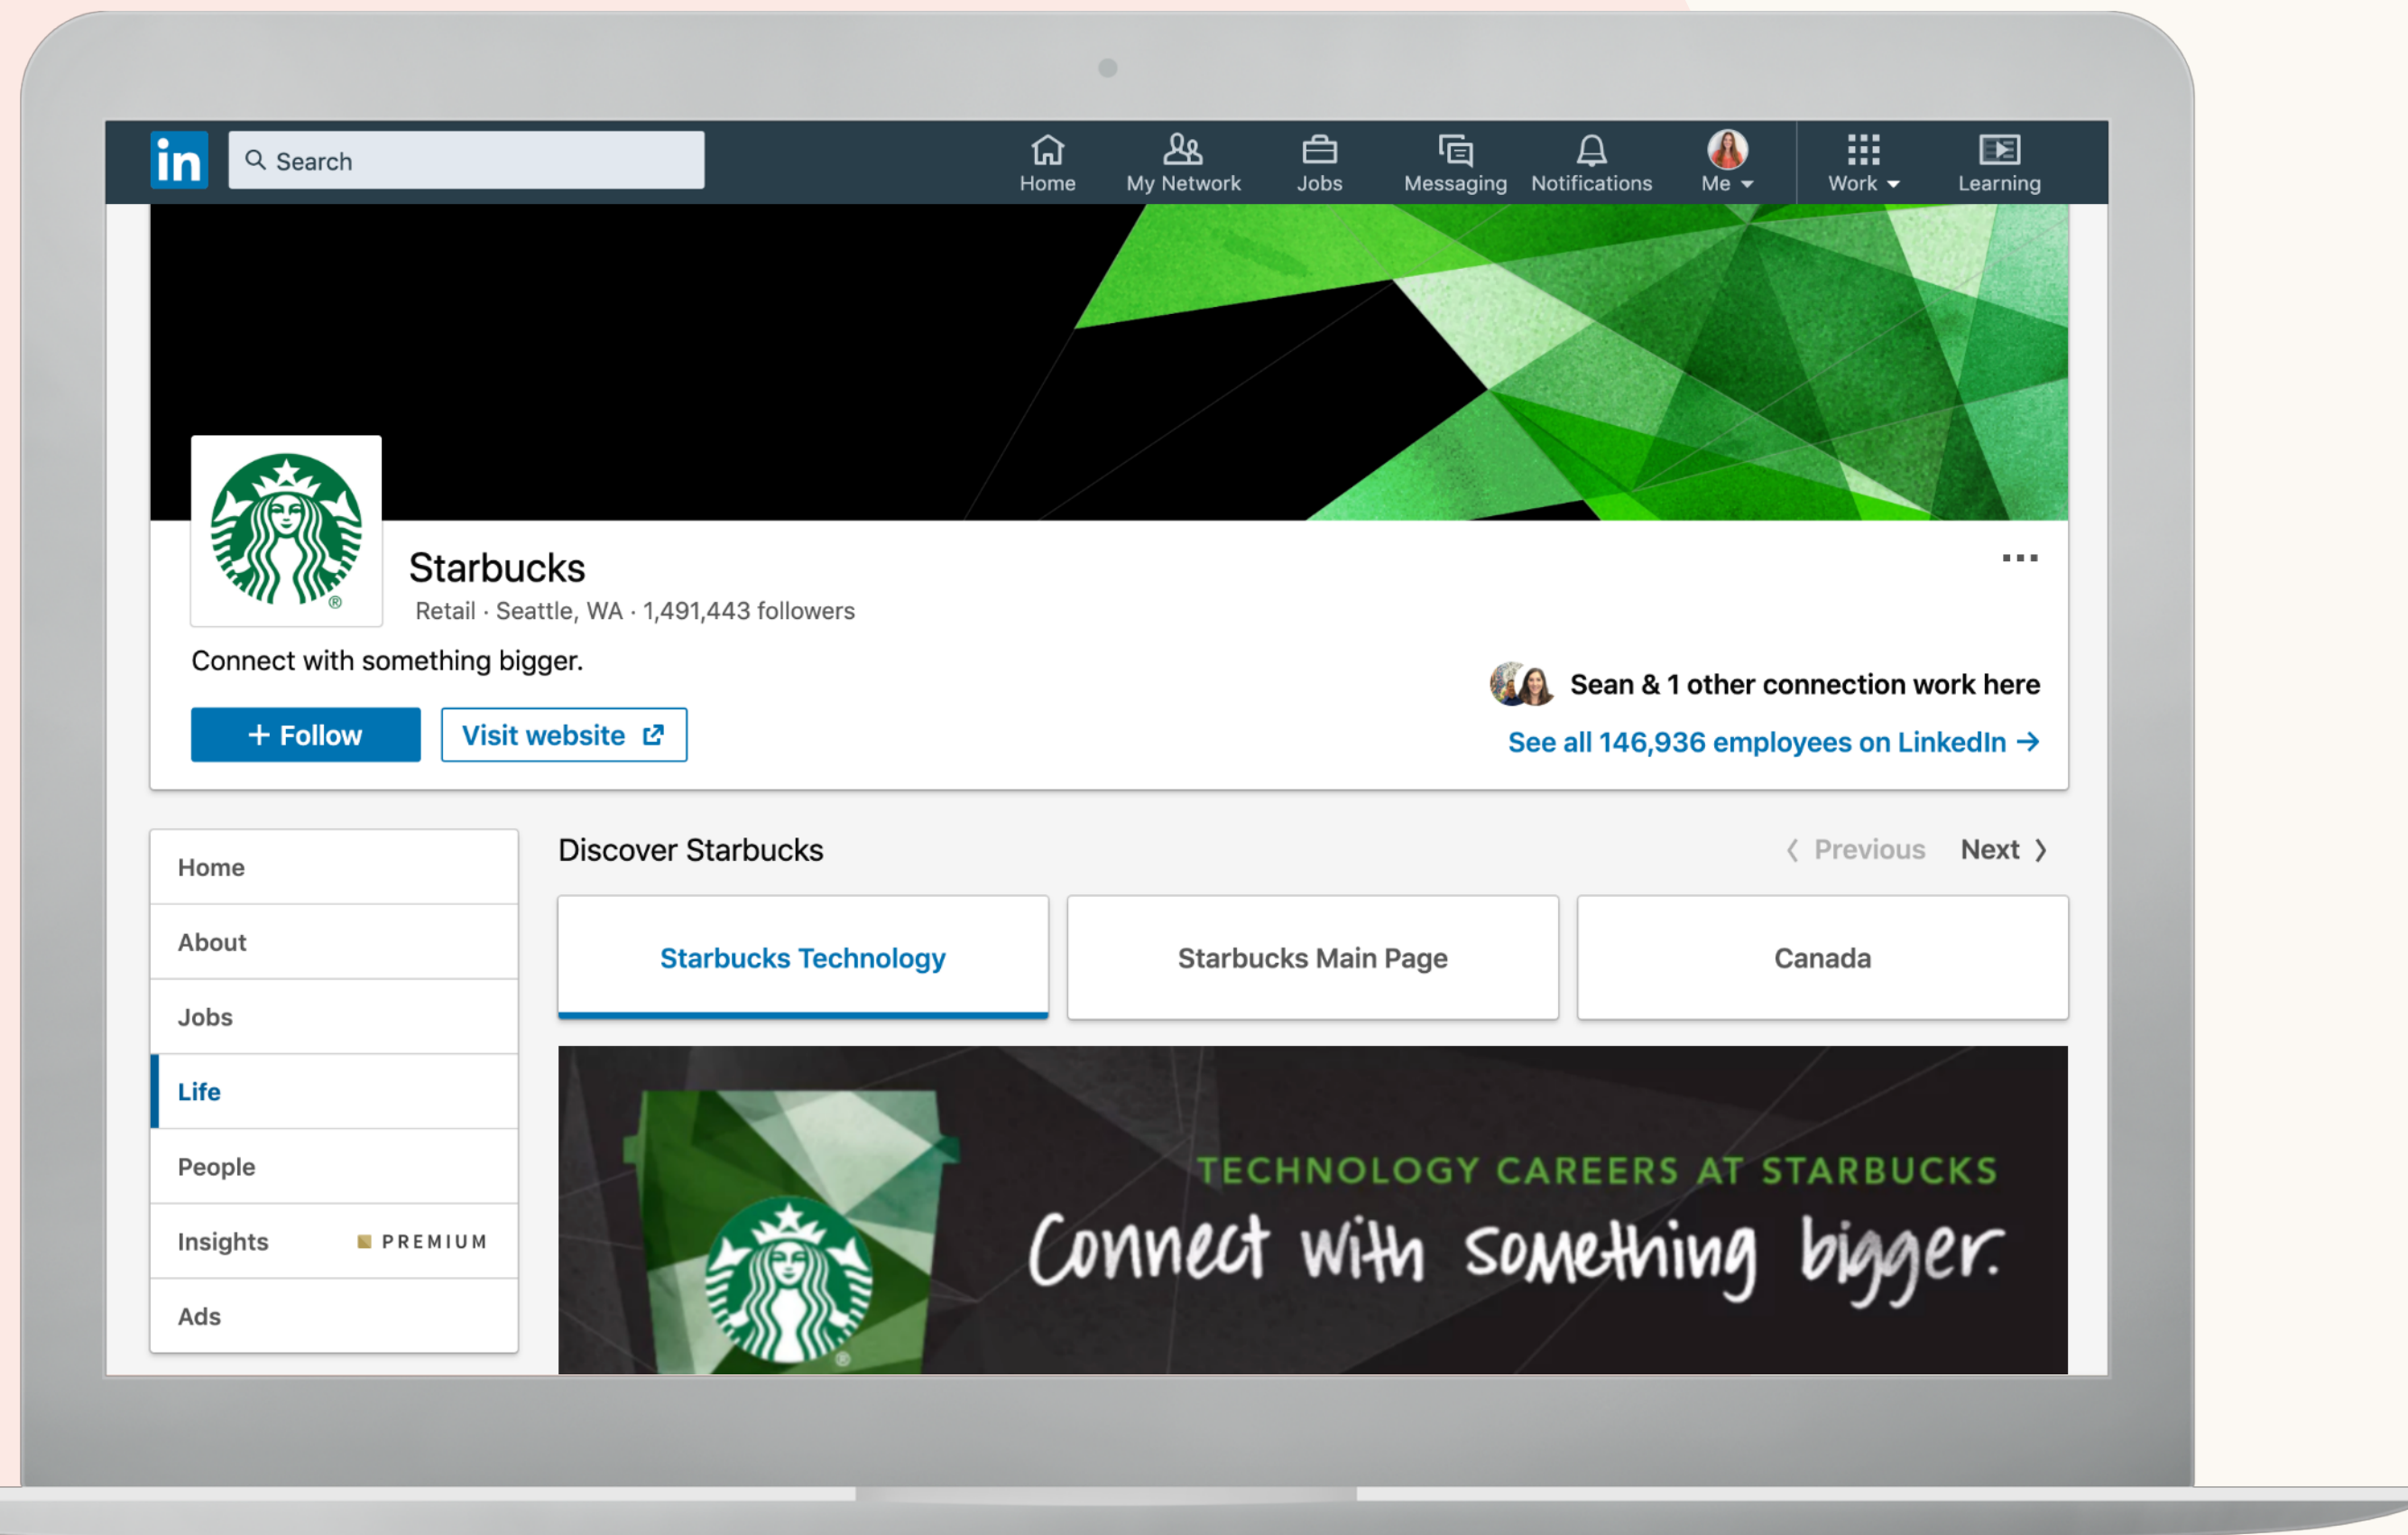 in Search Home My Network Jobs Messaging Notifications Me Work Learning
Starbucks
Retail · Seattle, WA · 1,491,443 followers
Connect with something bigger.
+ Follow Visit website
Sean & 1 other connection work here
See all 146,936 employees on LinkedIn →
Home
About
Jobs
Life
People
Insights PREMIUM
Ads
Discover Starbucks
Previous Next
Starbucks Technology Starbucks Main Page Canada
TECHNOLOGY CAREERS AT STARBUCKS
Connect with something bigger.